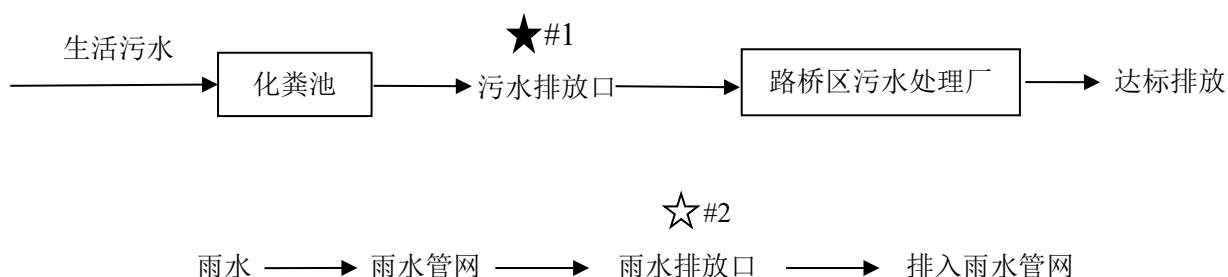 ★#1
生活污水
化粪池
污水排放口
路桥区污水处理厂
达标排放
☆#2
雨水
雨水管网
雨水排放口
排入雨水管网